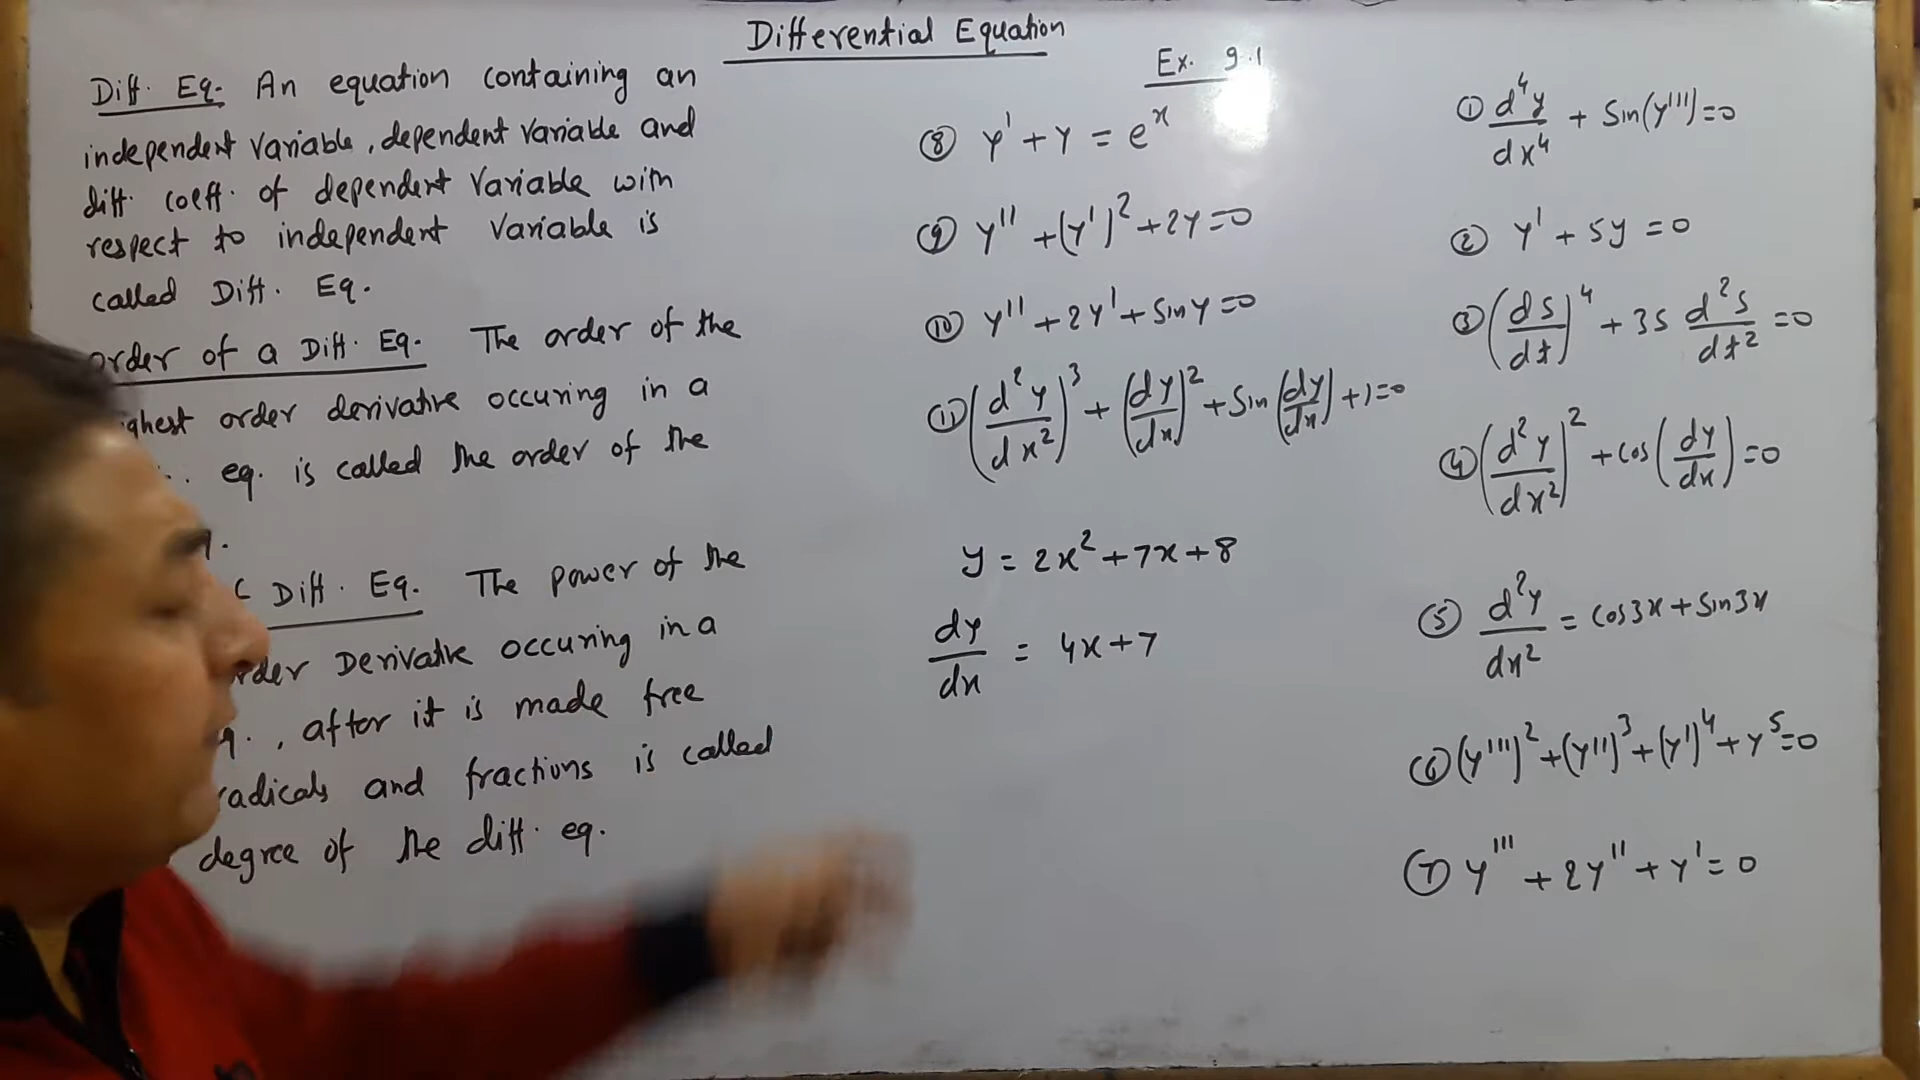 Differential Equation
Diff. Eq. An equation containing an
independent variable, dependent variable and
diff. coeff. of dependent variable with
respect to independent variable is
called Diff. Eq.
order of a Diff. Eq. The order of the
ghest order derivative occuring in a
eq. is called the order of the
Diff. Eq. The power of the
rder Derivative occuring in a
q., after it is made free
radicals and fractions is called
degree of the diff. eq.
Ex. 9.1
⑧ y' + y = e^x
⑨ y'' + (y')² + 2y = 0
⑩ y'' + 2y' + sin y = 0
⑪ (d²y/dx²)³ + (dy/dx)² + sin(dy/dx) + 1 = 0
y = 2x² + 7x + 8
dy/dx = 4x + 7
① d⁴y/dx⁴ + Sin(y''') = 0
② y' + 5y = 0
③ (ds/dt)⁴ + 3s d²s/dt² = 0
④ (d²y/dx²)² + cos(dy/dx) = 0
⑤ d²y/dx² = cos3x + sin3x
⑥ (y''')² + (y'')³ + (y')⁴ + y⁵ = 0
⑦ y''' + 2y'' + y' = 0